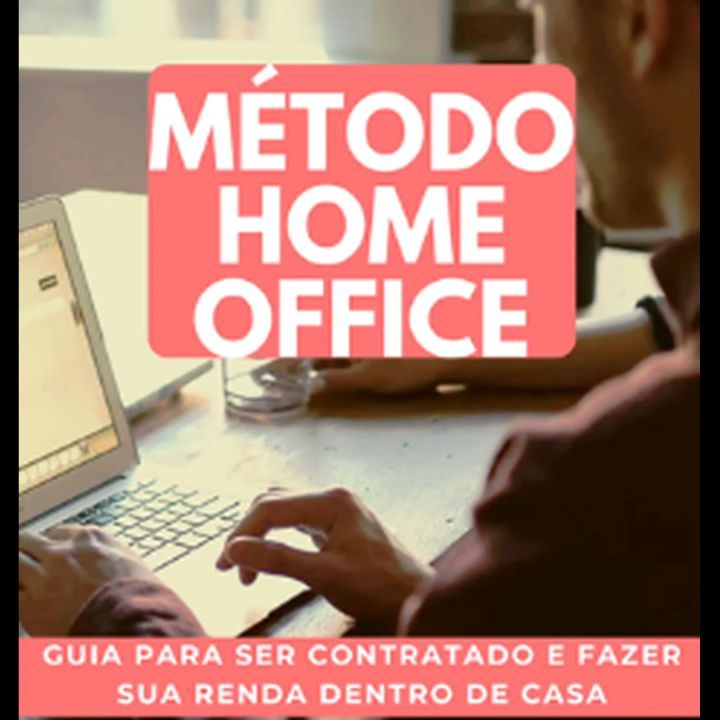 MÉTODO
HOME
OFFICE
GUIA PARA SER CONTRATADO E FAZER
SUA RENDA DENTRO DE CASA